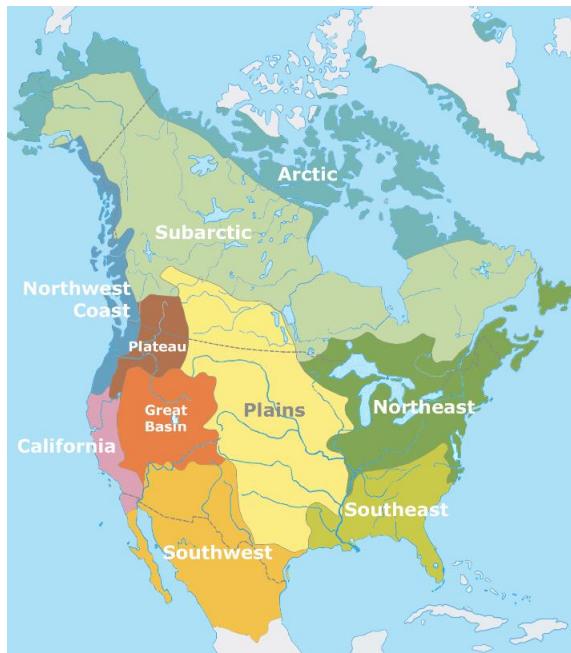 Arctic
Subarctic
Northwest
Coast
Plateau
Great
Basin
Plains
Northeast
California
Southeast
Southwest